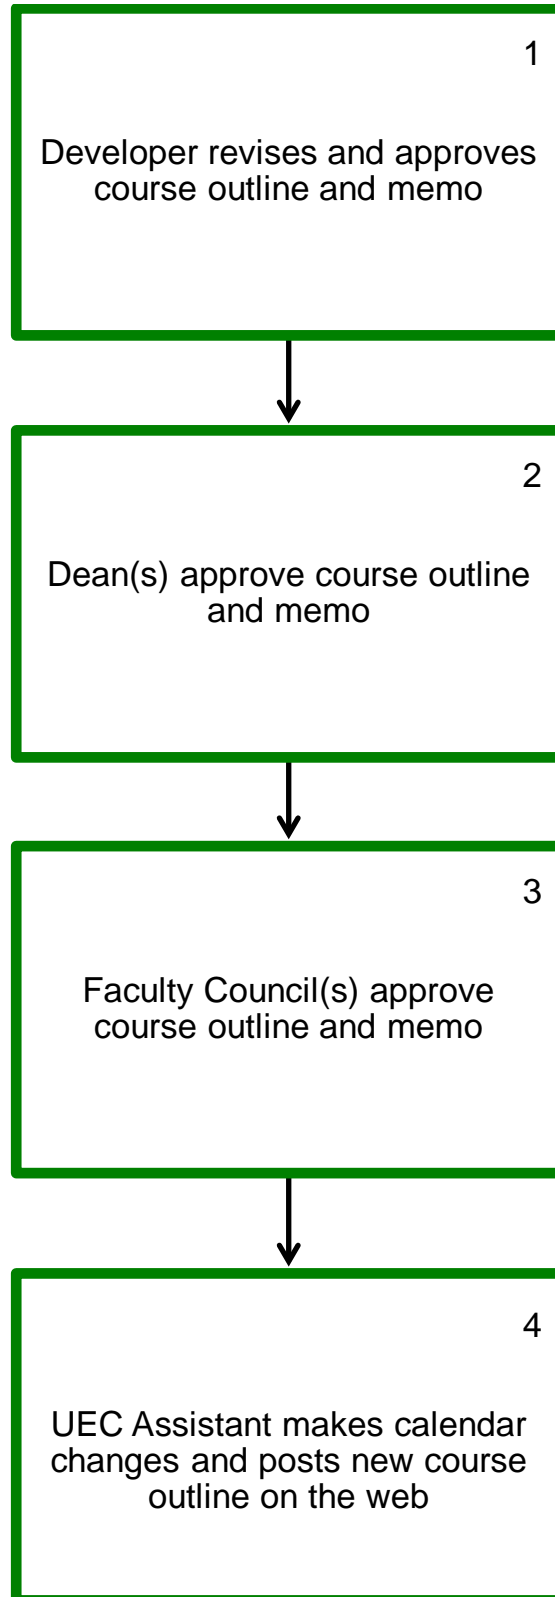 1
Developer revises and approves
course outline and memo
2
Dean(s) approve course outline
and memo
3
Faculty Council(s) approve
course outline and memo
4
UEC Assistant makes calendar
changes and posts new course
outline on the web